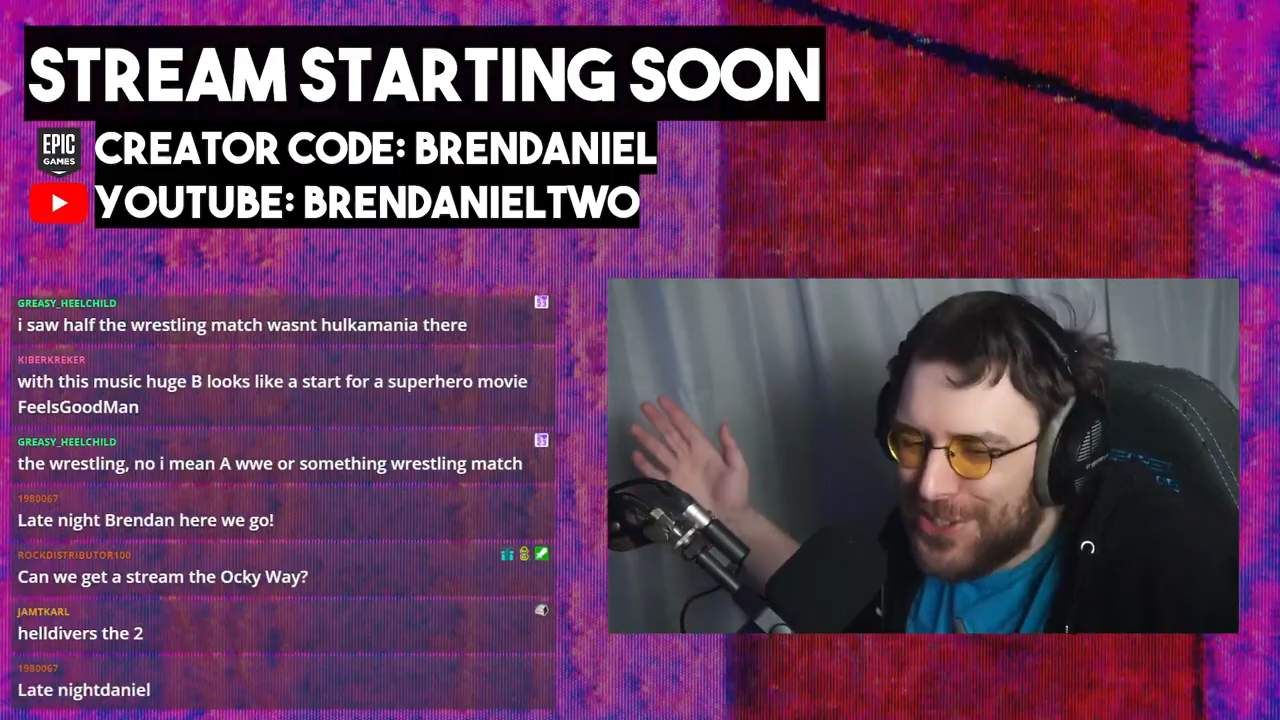 STREAM STARTING SOON
EPIC
GAMES
CREATOR CODE: BRENDANIEL
YOUTUBE: BRENDANIELTWO
GREASY_HEELCHILD
i saw half the wrestling match wasnt hulkamania there
KIBERKREKER
with this music huge B looks like a start for a superhero movie
FeelsGoodMan
GREASY_HEELCHILD
the wrestling, no i mean A wwe or something wrestling match
1980067
Late night Brendan here we go!
ROCKDISTRIBUTOR100
Can we get a stream the Ocky Way?
JAMTKARL
helldivers the 2
1980067
Late nightdaniel